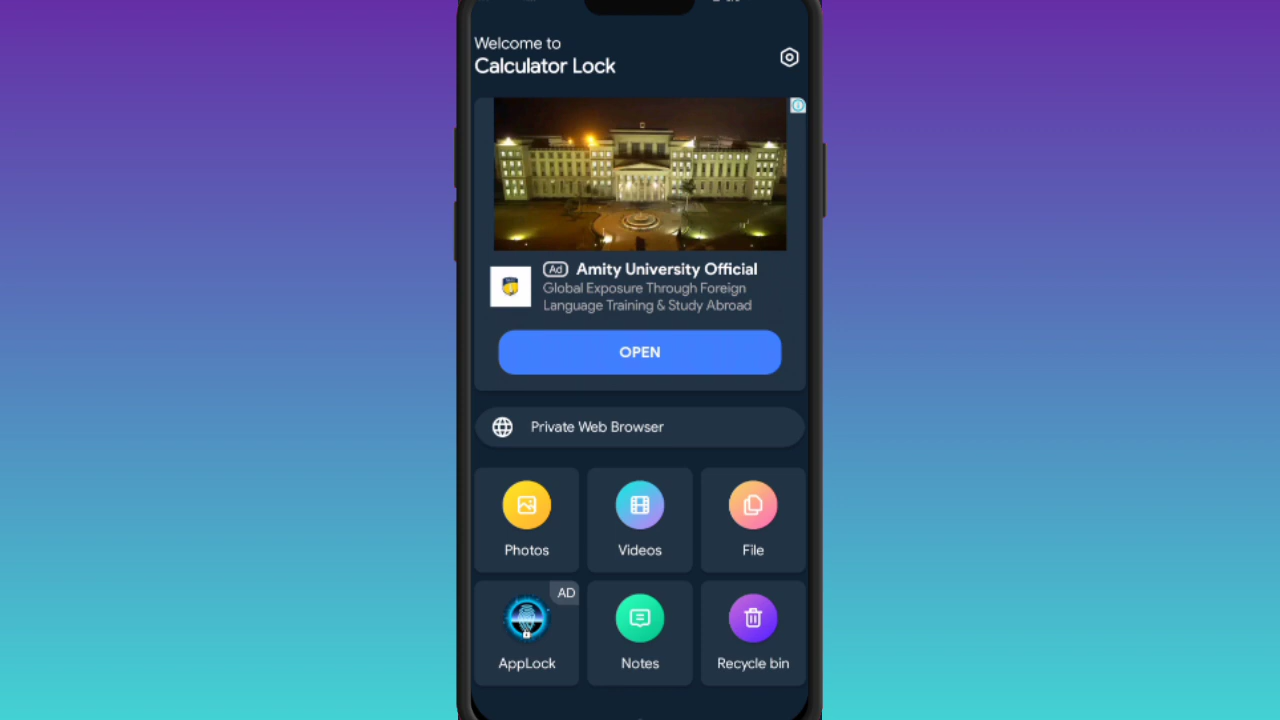 Welcome to
Calculator Lock
Ad Amity University Official
Global Exposure Through Foreign
Language Training & Study Abroad
OPEN
Private Web Browser
Photos Videos File
AD
AppLock Notes Recycle bin